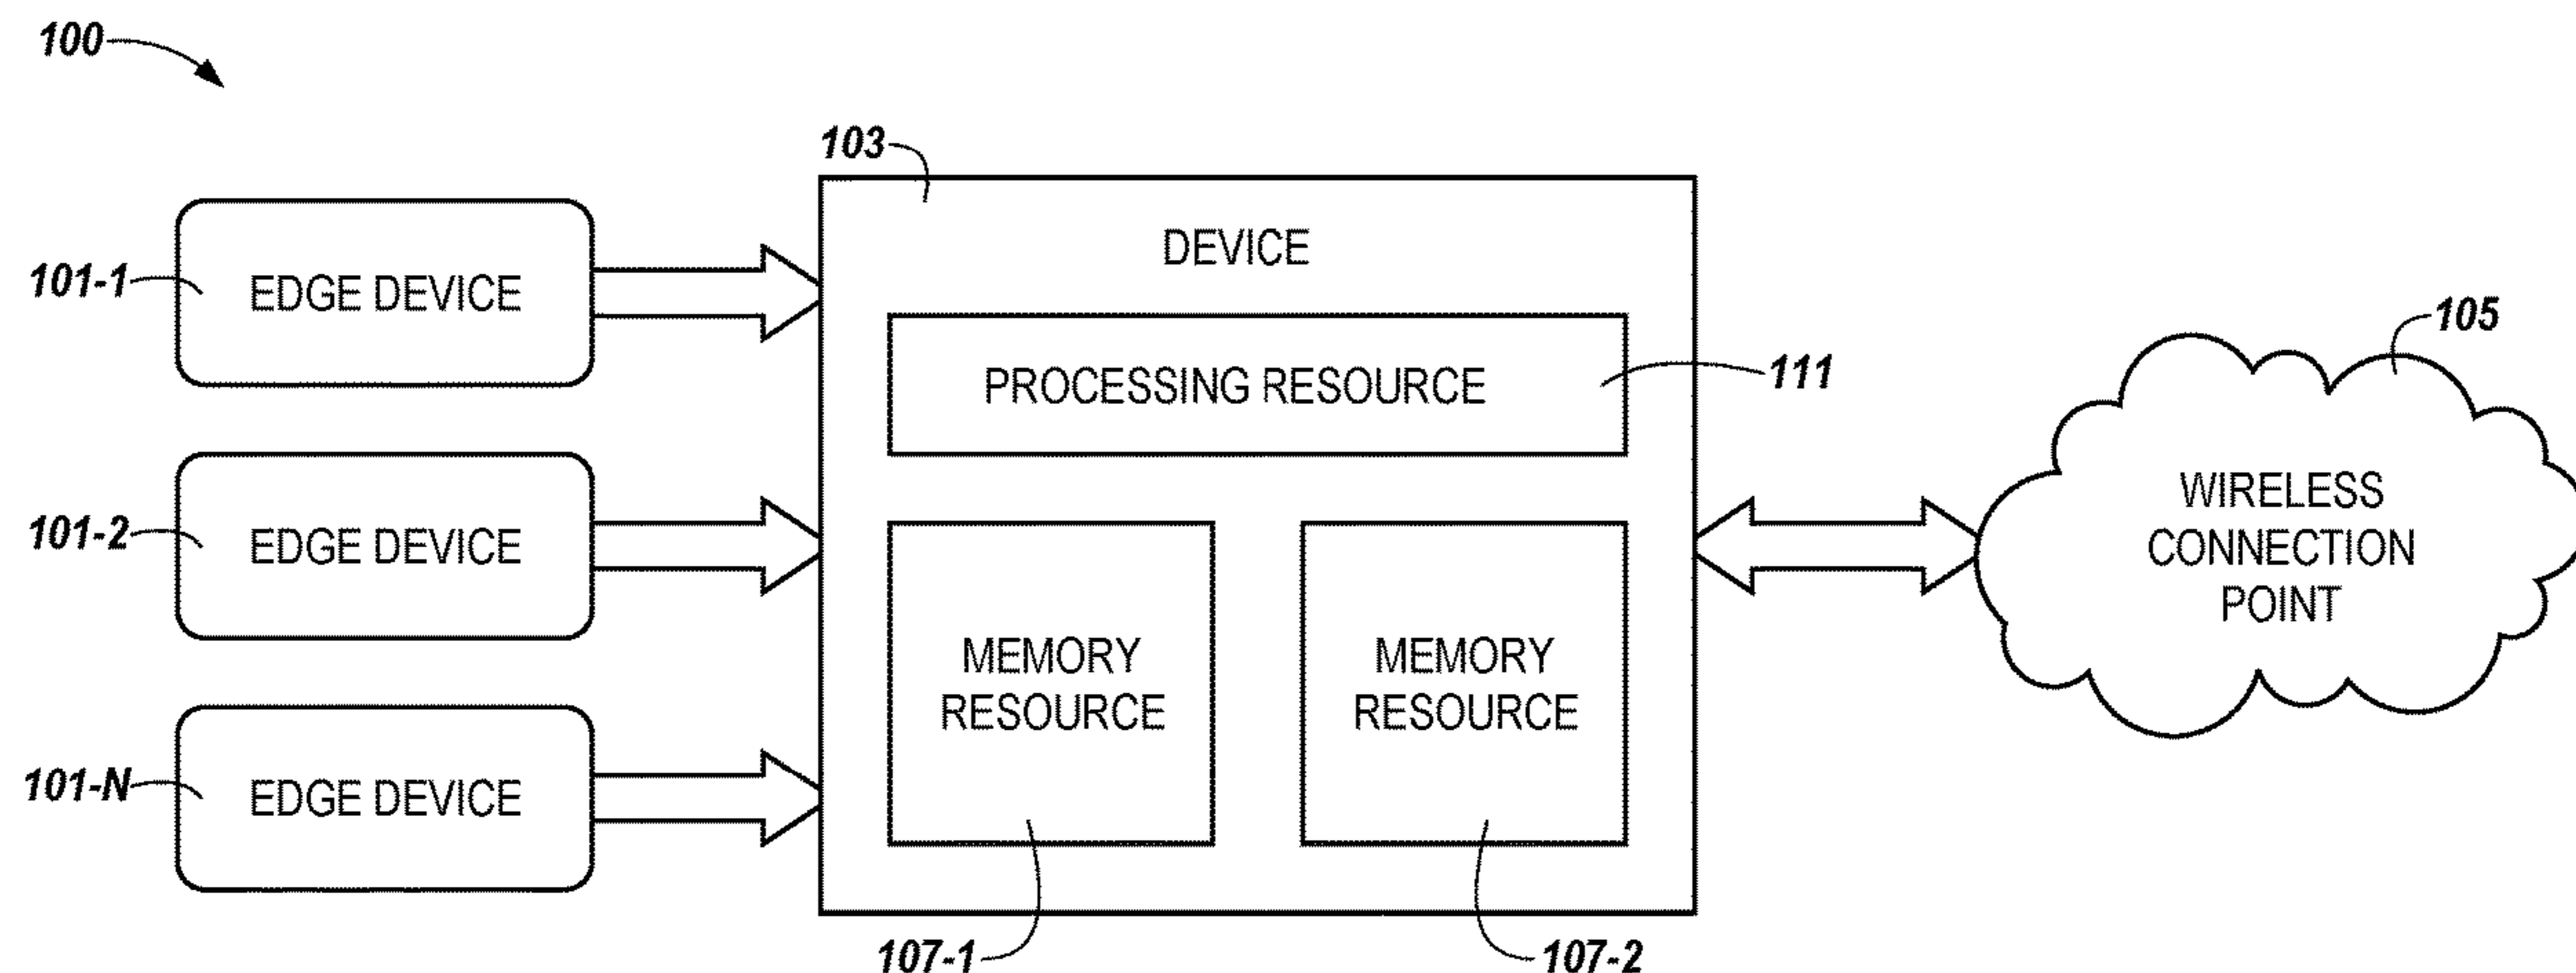 100
103
DEVICE
101-1
EDGE DEVICE
105
PROCESSING RESOURCE
111
101-2
EDGE DEVICE
WIRELESS
CONNECTION
POINT
MEMORY
RESOURCE
MEMORY
RESOURCE
101-N
EDGE DEVICE
107-1
107-2